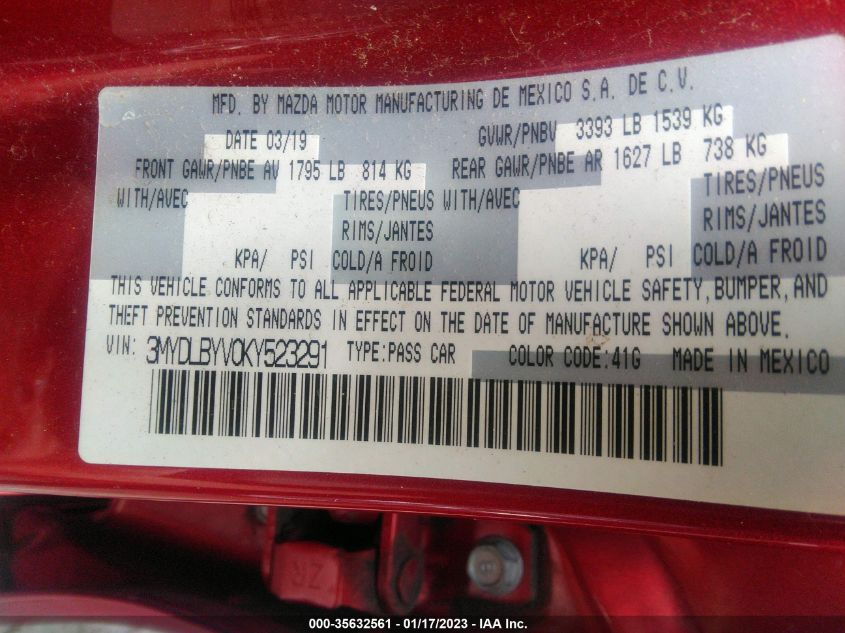 MFD. BY MAZDA MOTOR MANUFACTURING DE MEXICO S.A. DE C.V.
DATE 03/19 GVWR/PNBV 3393 LB 1539 KG
FRONT GAWR/PNBE AV 1795 LB 814 KG REAR GAWR/PNBE AR 1627 LB 738 KG
WITH/AVEC TIRES/PNEUS WITH/AVEC TIRES/PNEUS
RIMS/JANTES RIMS/JANTES
KPA/ PSI COLD/A FROID KPA/ PSI COLD/A FROID
THIS VEHICLE CONFORMS TO ALL APPLICABLE FEDERAL MOTOR VEHICLE SAFETY, BUMPER, AND
THEFT PREVENTION STANDARDS IN EFFECT ON THE DATE OF MANUFACTURE SHOWN ABOVE.
VIN: 3MYDLBYV0KY523291 TYPE:PASS CAR COLOR CODE:41G MADE IN MEXICO
ZR
000-35632561 - 01/17/2023 - IAA Inc.